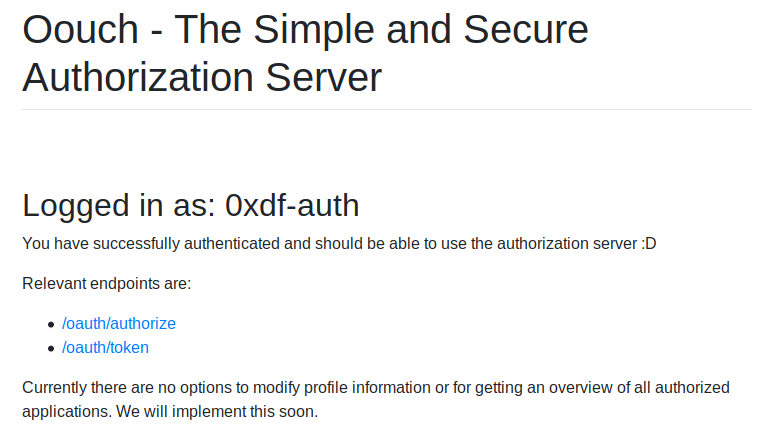 Oouch - The Simple and Secure
Authorization Server
Logged in as: 0xdf-auth
You have successfully authenticated and should be able to use the authorization server :D
Relevant endpoints are:
• /oauth/authorize
• /oauth/token
Currently there are no options to modify profile information or for getting an overview of all authorized
applications. We will implement this soon.